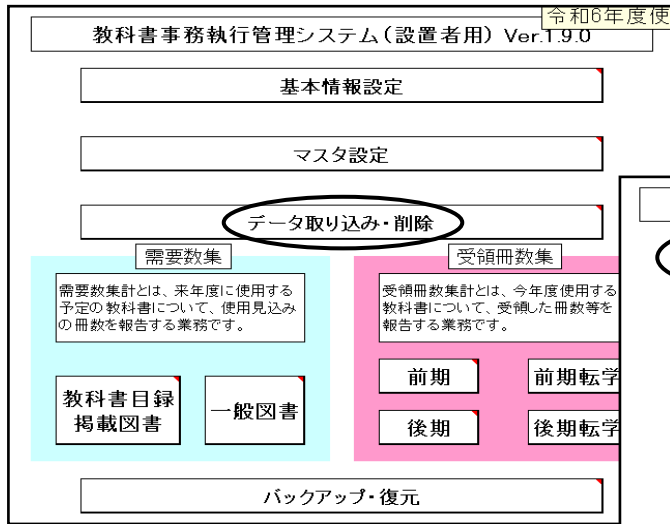 令和6年度使
教科書事務執行管理システム(設置者用) Ver.1.9.0
基本情報設定
マスタ設定
データ取り込み・削除
需要数集
需要数集計とは、来年度に使用する
予定の教科書について、使用見込み
の冊数を報告する業務です。
教科書目録
掲載図書
一般図書
受領冊数集
受領冊数集計とは、今年度使用する
教科書について、受領した冊数等を
報告する業務です。
前期
前期転学
後期
後期転学
バックアップ・復元